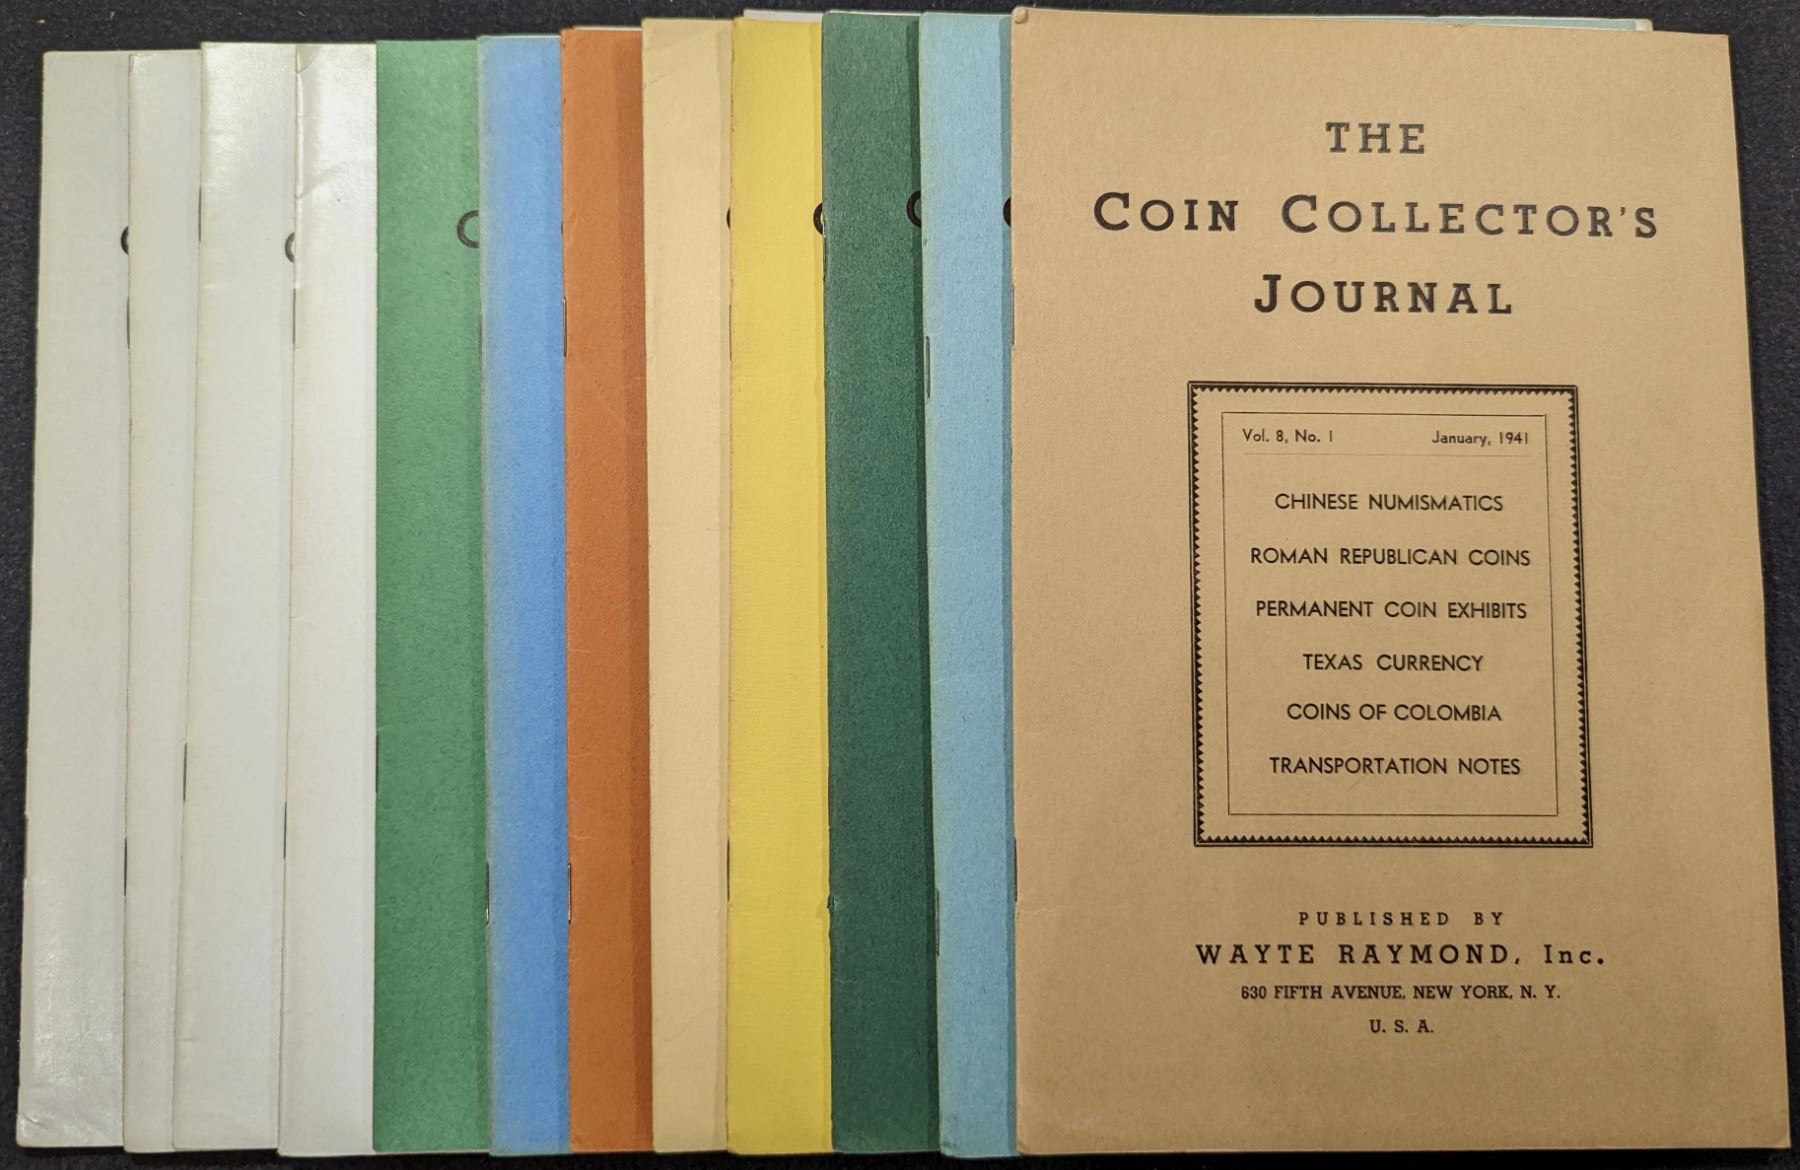 THE
COIN COLLECTOR'S
JOURNAL
Vol. 8, No. 1 January, 1941
CHINESE NUMISMATICS
ROMAN REPUBLICAN COINS
PERMANENT COIN EXHIBITS
TEXAS CURRENCY
COINS OF COLOMBIA
TRANSPORTATION NOTES
PUBLISHED BY
WAYTE RAYMOND, Inc.
630 FIFTH AVENUE, NEW YORK, N. Y.
U. S. A.